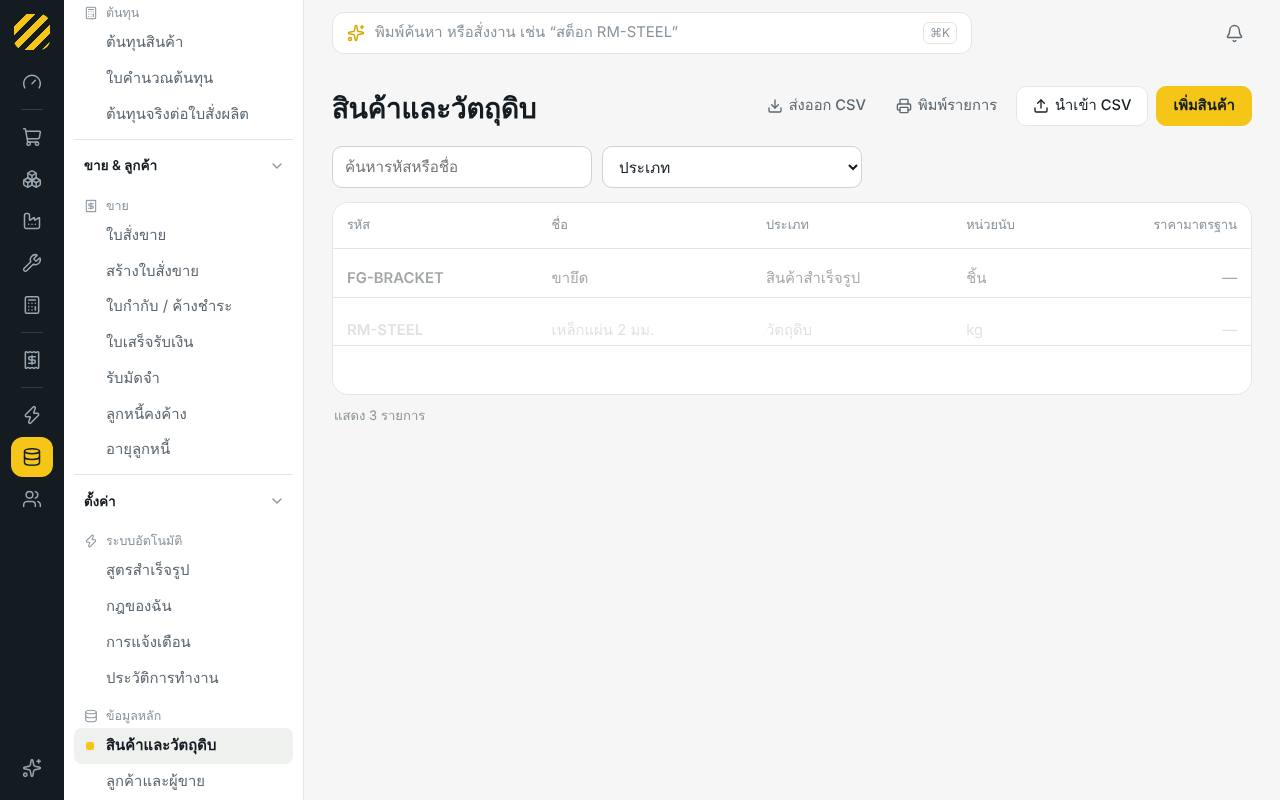 ต้นทุน
ต้นทุนสินค้า
ใบคำนวณต้นทุน
ต้นทุนจริงต่อใบสั่งผลิต
ขาย & ลูกค้า
ขาย
ใบสั่งขาย
สร้างใบสั่งขาย
ใบกำกับ / ค้างชำระ
ใบเสร็จรับเงิน
รับมัดจำ
ลูกหนี้คงค้าง
อายุลูกหนี้
ตั้งค่า
ระบบอัตโนมัติ
สูตรสำเร็จรูป
กฎของฉัน
การแจ้งเตือน
ประวัติการทำงาน
ข้อมูลหลัก
สินค้าและวัตถุดิบ
ลูกค้าและผู้ขาย
พิมพ์ค้นหา หรือสั่งงาน เช่น “สต็อก RM-STEEL” ⌘K
สินค้าและวัตถุดิบ ส่งออก CSV พิมพ์รายการ นำเข้า CSV เพิ่มสินค้า
ค้นหารหัสหรือชื่อ ประเภท
รหัส ชื่อ ประเภท หน่วยนับ ราคามาตรฐาน
FG-BRACKET ขายึด สินค้าสำเร็จรูป ชิ้น —
RM-STEEL เหล็กแผ่น 2 มม. วัตถุดิบ kg —
แสดง 3 รายการ